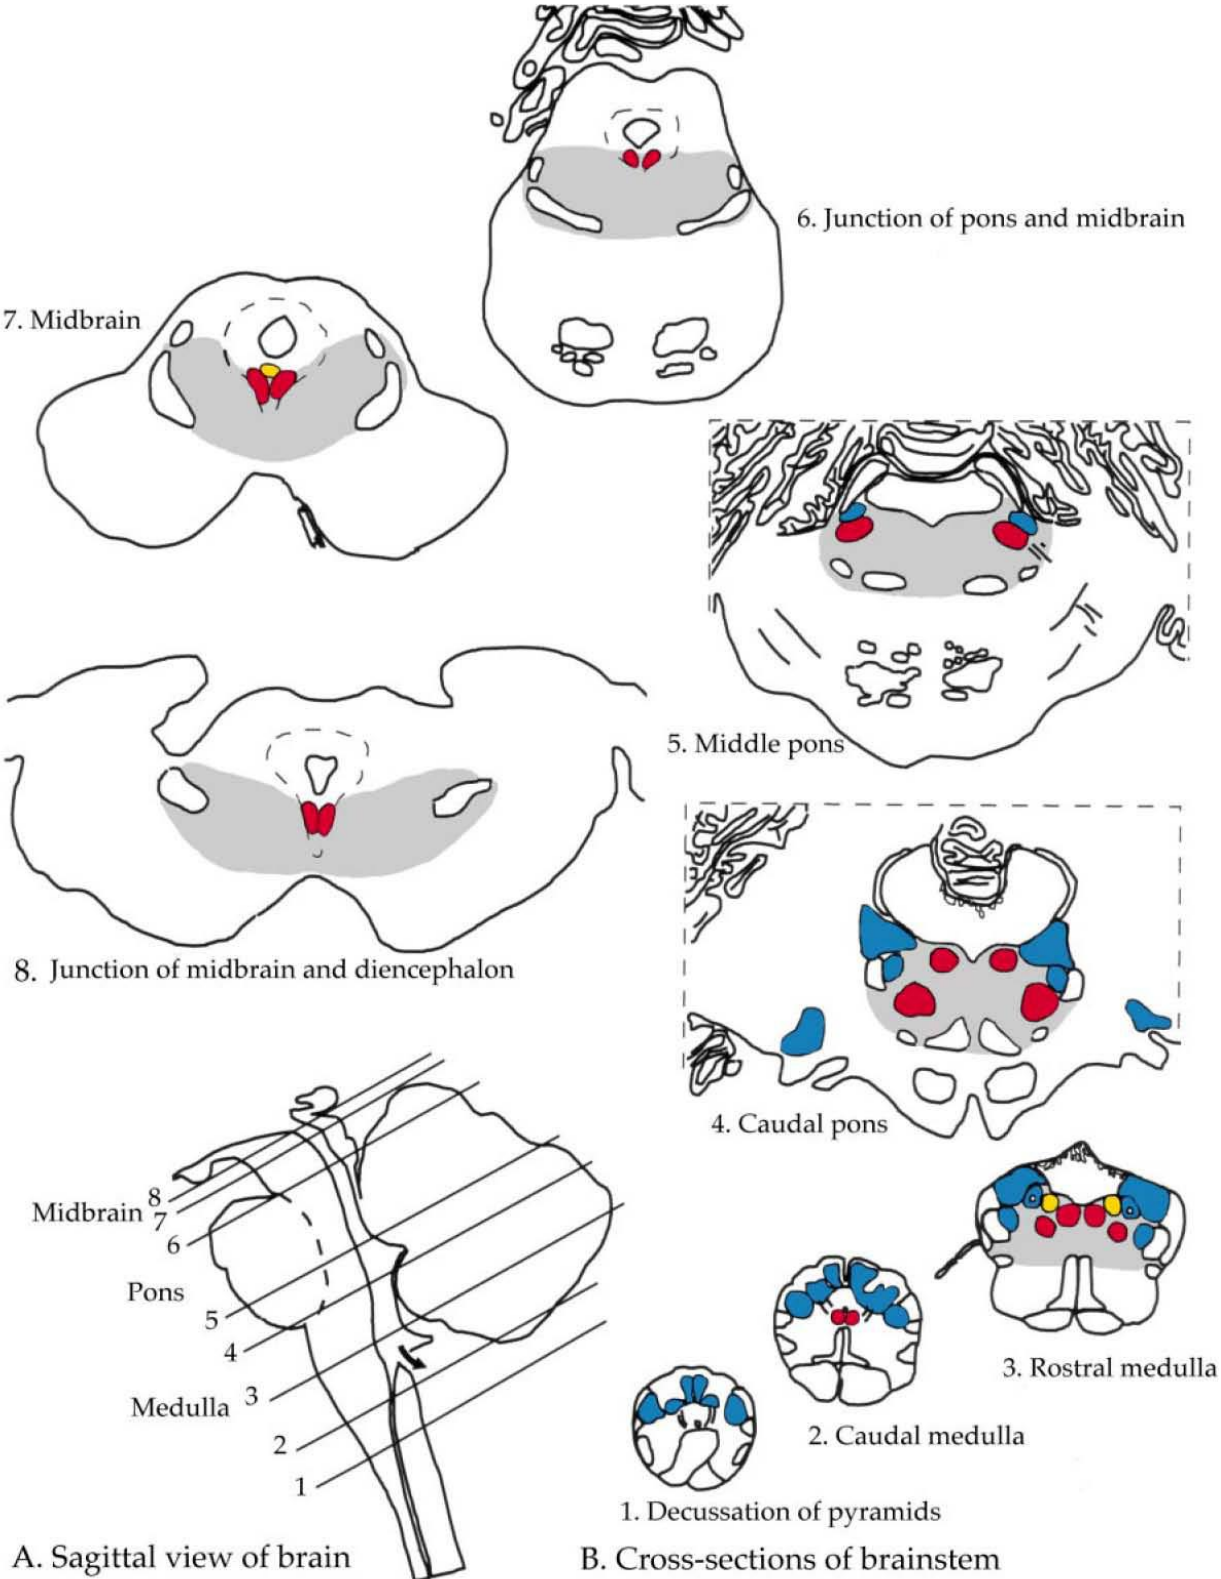 6. Junction of pons and midbrain
7. Midbrain
5. Middle pons
8. Junction of midbrain and diencephalon
4. Caudal pons
Midbrain
8
7
6
Pons
5
4
3
Medulla
2
1
3. Rostral medulla
2. Caudal medulla
1. Decussation of pyramids
A. Sagittal view of brain
B. Cross-sections of brainstem